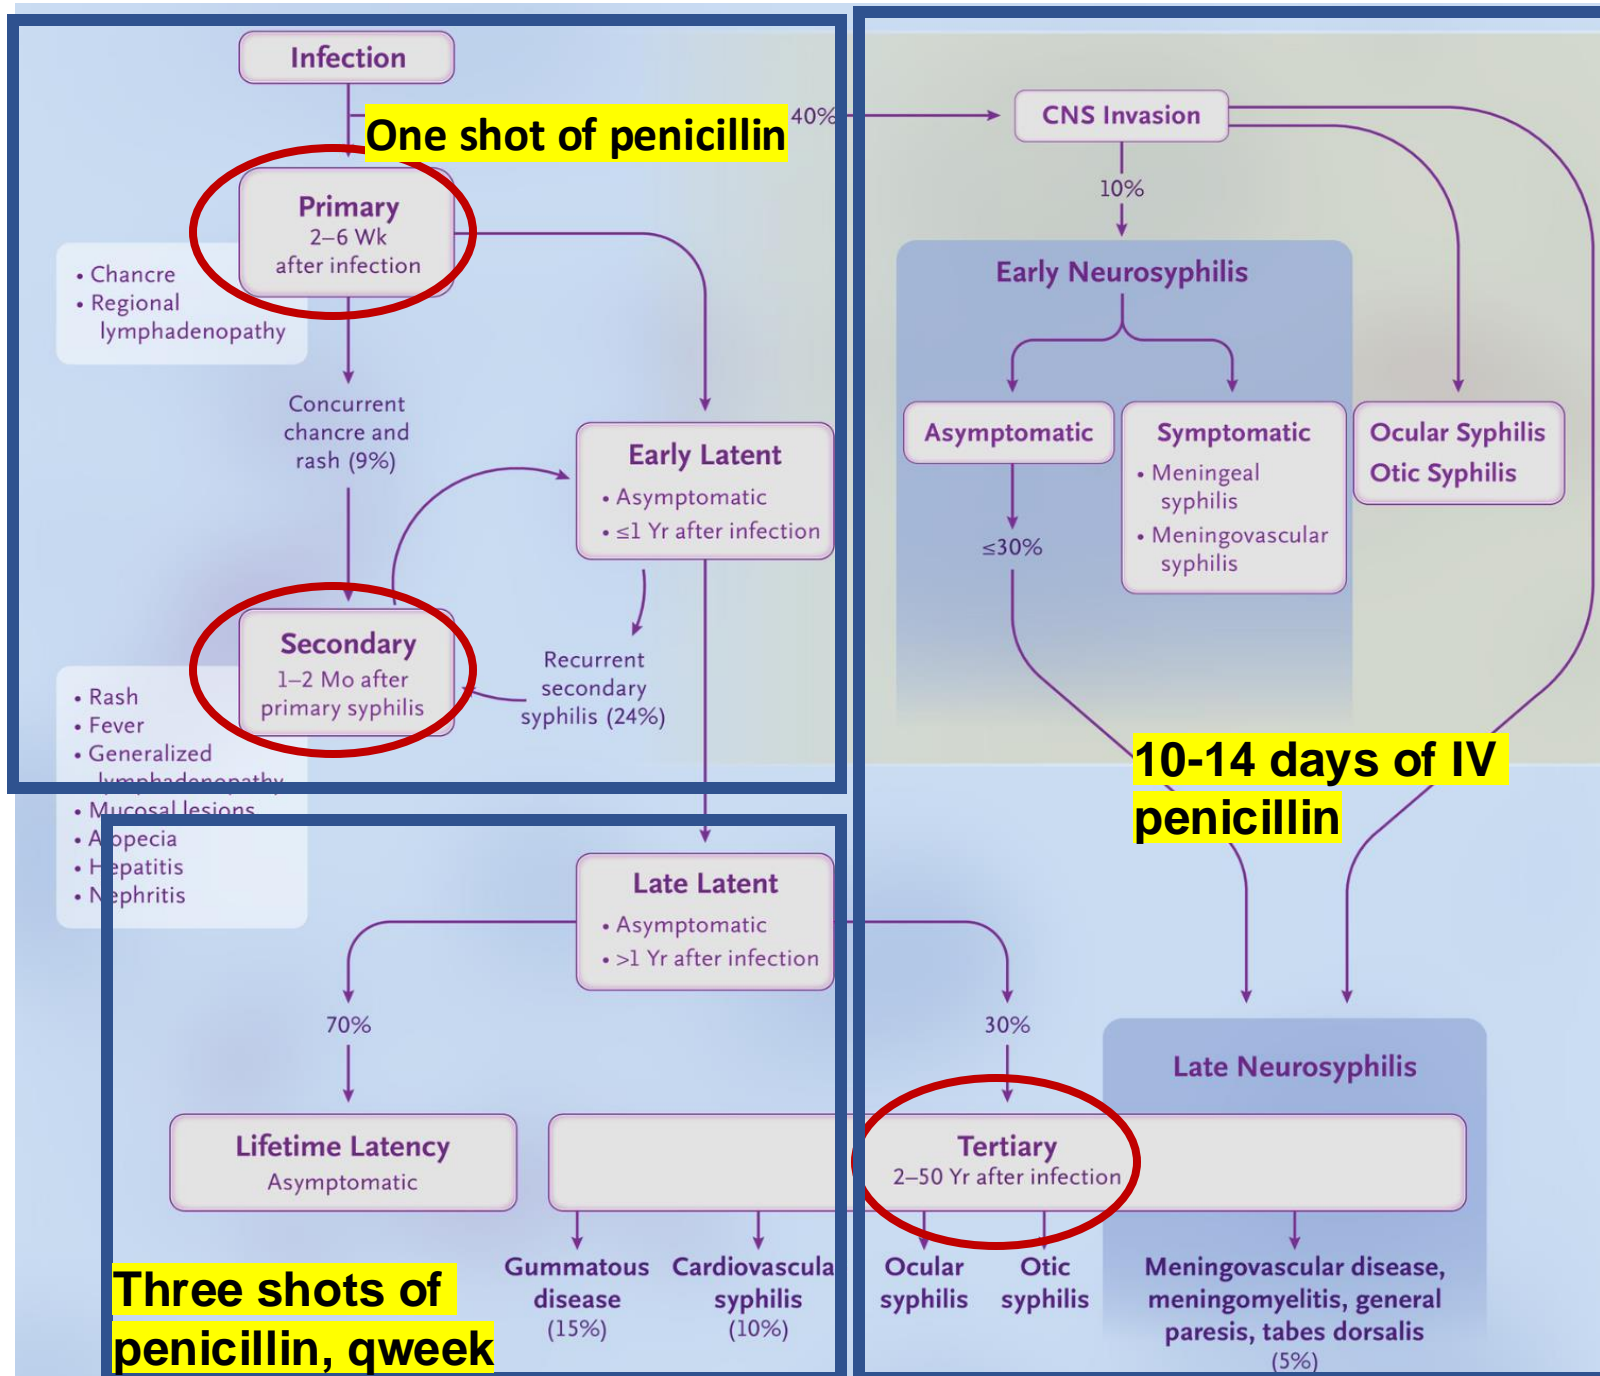 Infection
One shot of penicillin
40%
CNS Invasion
10%
Primary
2–6 Wk
after infection
• Chancre
• Regional
lymphadenopathy
Early Neurosyphilis
Concurrent
chancre and
rash (9%)
Early Latent
• Asymptomatic
• ≤1 Yr after infection
Asymptomatic
≤30%
Symptomatic
• Meningeal
syphilis
• Meningovascular
syphilis
Ocular Syphilis
Otic Syphilis
Secondary
1–2 Mo after
primary syphilis
Recurrent
secondary
syphilis (24%)
• Rash
• Fever
• Generalized
lymphadenopathy
• Mucosal lesions
• Alopecia
• Hepatitis
• Nephritis
10-14 days of IV
penicillin
Late Latent
• Asymptomatic
• >1 Yr after infection
70%
30%
Late Neurosyphilis
Lifetime Latency
Asymptomatic
Tertiary
2–50 Yr after infection
Three shots of
penicillin, qweek
Gummatous
disease
(15%)
Cardiovascular
syphilis
(10%)
Ocular
syphilis
Otic
syphilis
Meningovascular disease,
meningomyelitis, general
paresis, tabes dorsalis
(5%)